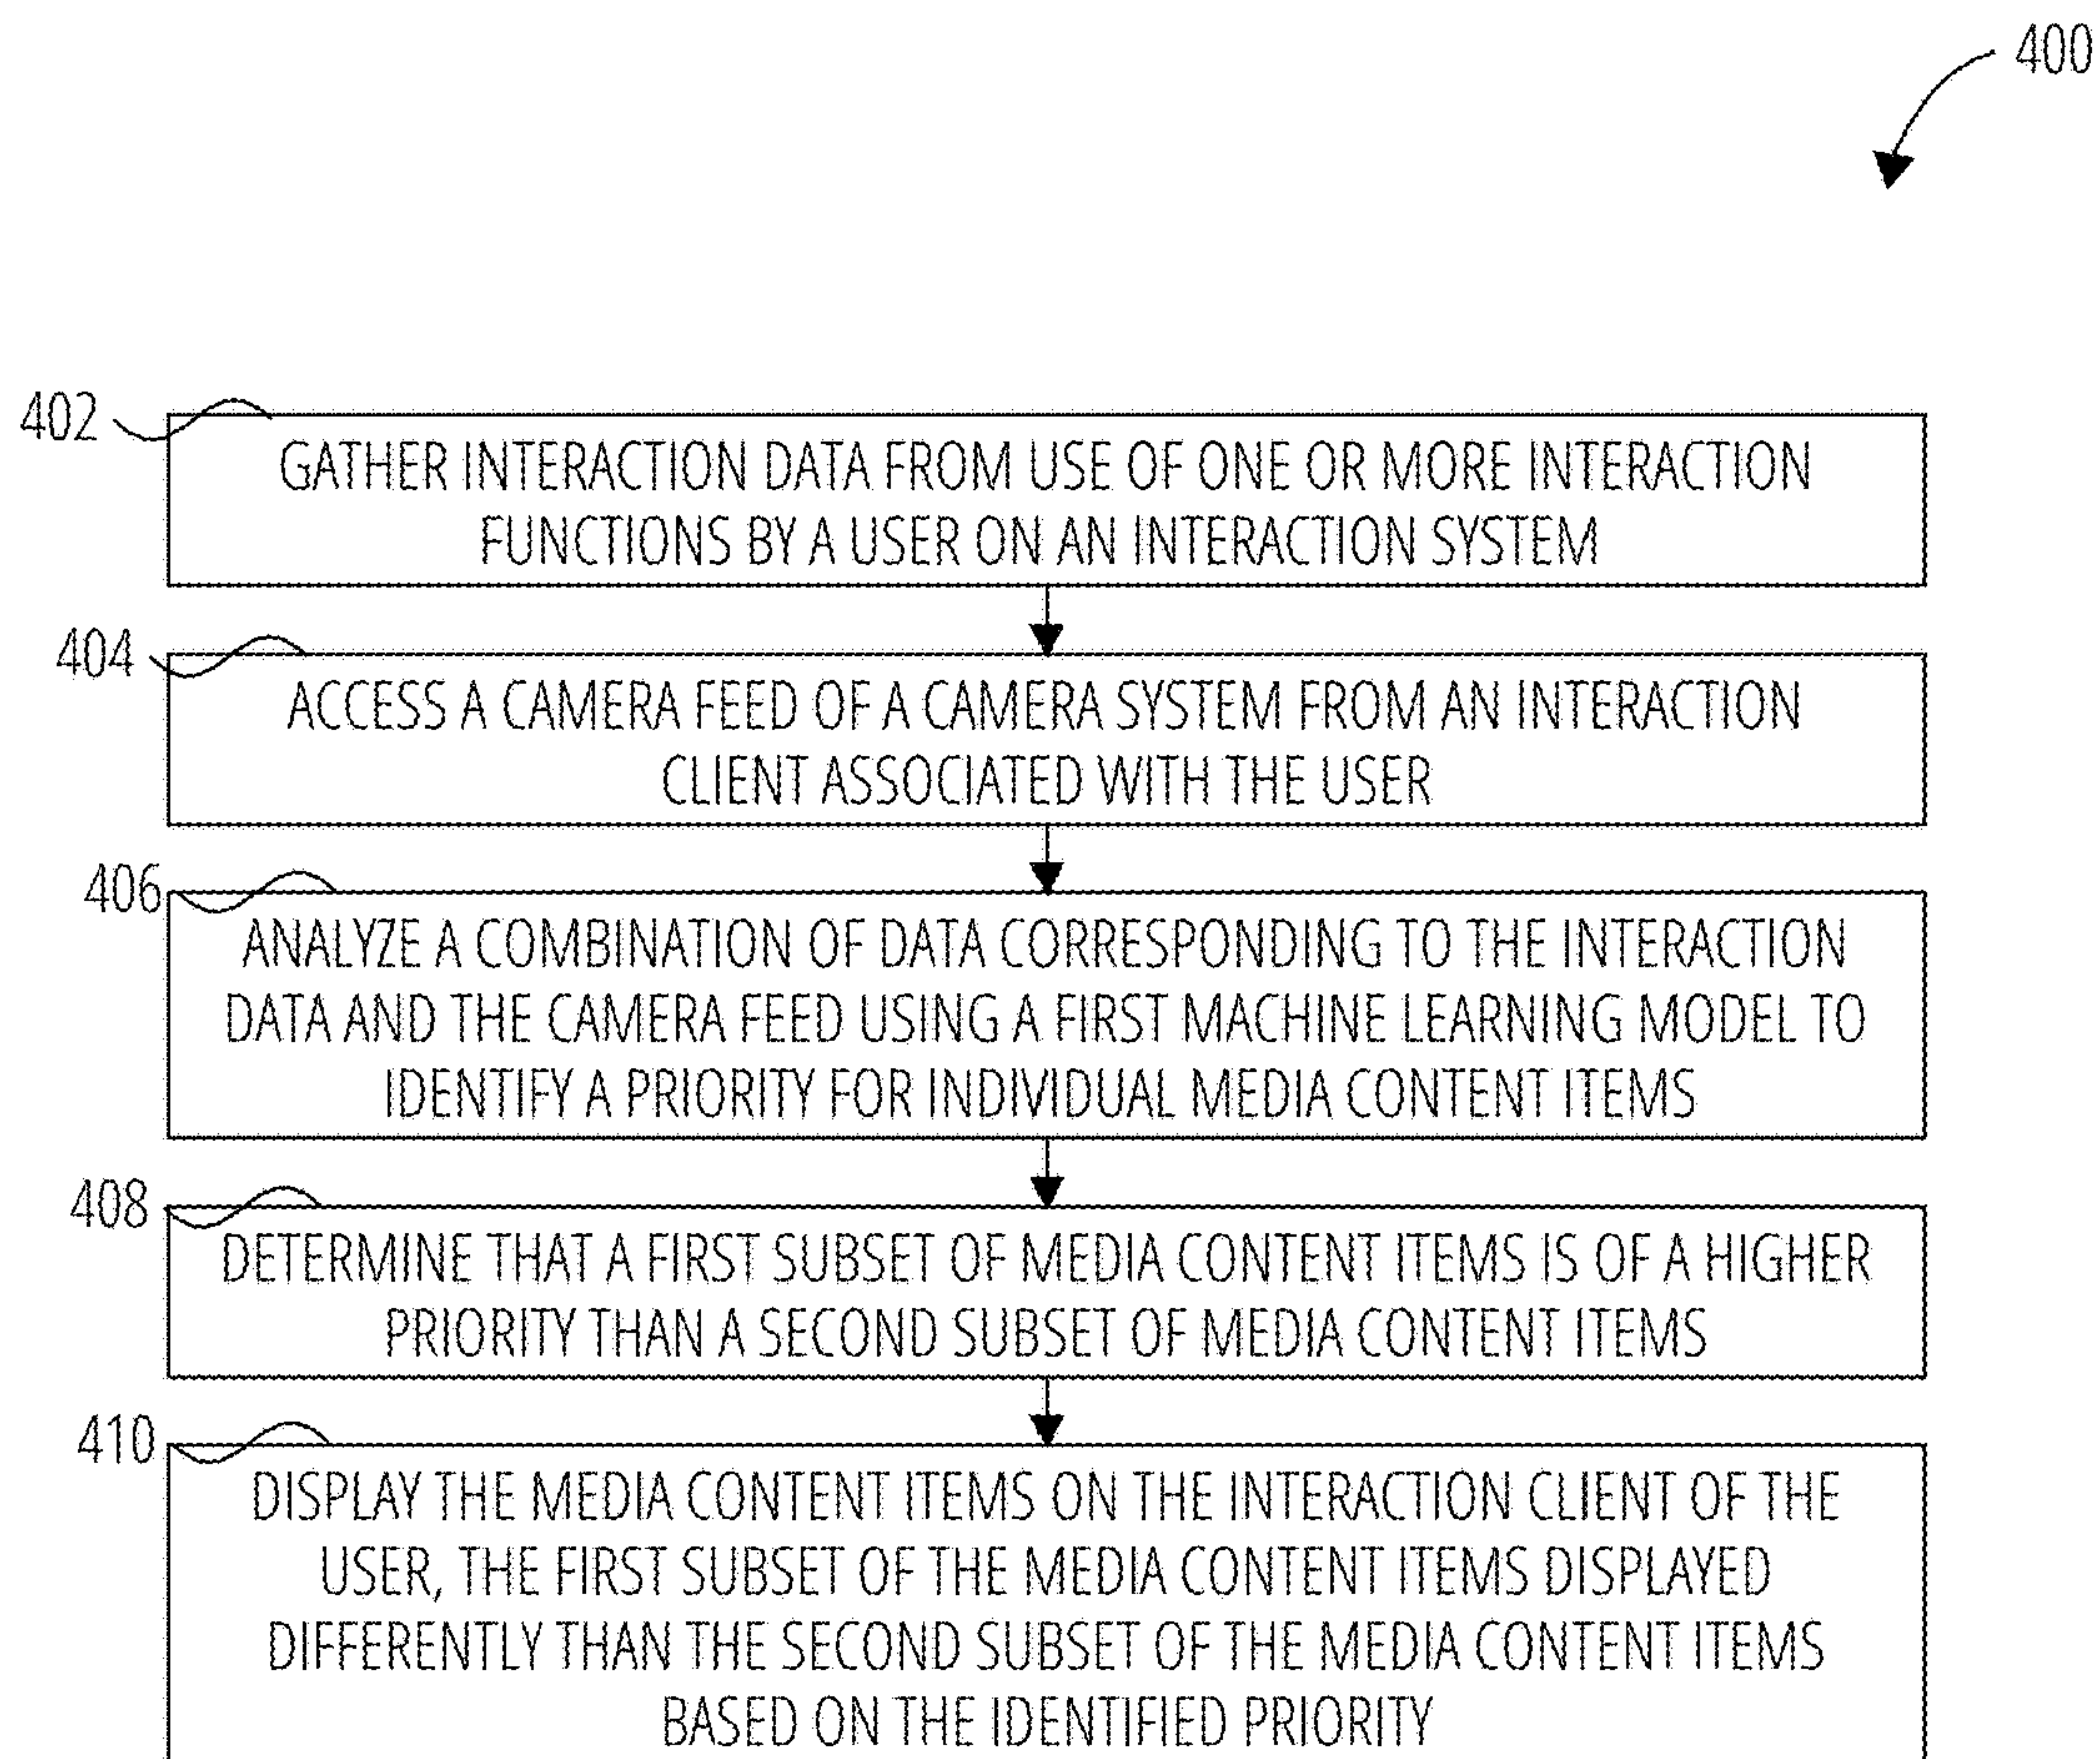 400
402
GATHER INTERACTION DATA FROM USE OF ONE OR MORE INTERACTION
FUNCTIONS BY A USER ON AN INTERACTION SYSTEM
404
ACCESS A CAMERA FEED OF A CAMERA SYSTEM FROM AN INTERACTION
CLIENT ASSOCIATED WITH THE USER
406
ANALYZE A COMBINATION OF DATA CORRESPONDING TO THE INTERACTION
DATA AND THE CAMERA FEED USING A FIRST MACHINE LEARNING MODEL TO
IDENTIFY A PRIORITY FOR INDIVIDUAL MEDIA CONTENT ITEMS
408
DETERMINE THAT A FIRST SUBSET OF MEDIA CONTENT ITEMS IS OF A HIGHER
PRIORITY THAN A SECOND SUBSET OF MEDIA CONTENT ITEMS
410
DISPLAY THE MEDIA CONTENT ITEMS ON THE INTERACTION CLIENT OF THE
USER, THE FIRST SUBSET OF THE MEDIA CONTENT ITEMS DISPLAYED
DIFFERENTLY THAN THE SECOND SUBSET OF THE MEDIA CONTENT ITEMS
BASED ON THE IDENTIFIED PRIORITY